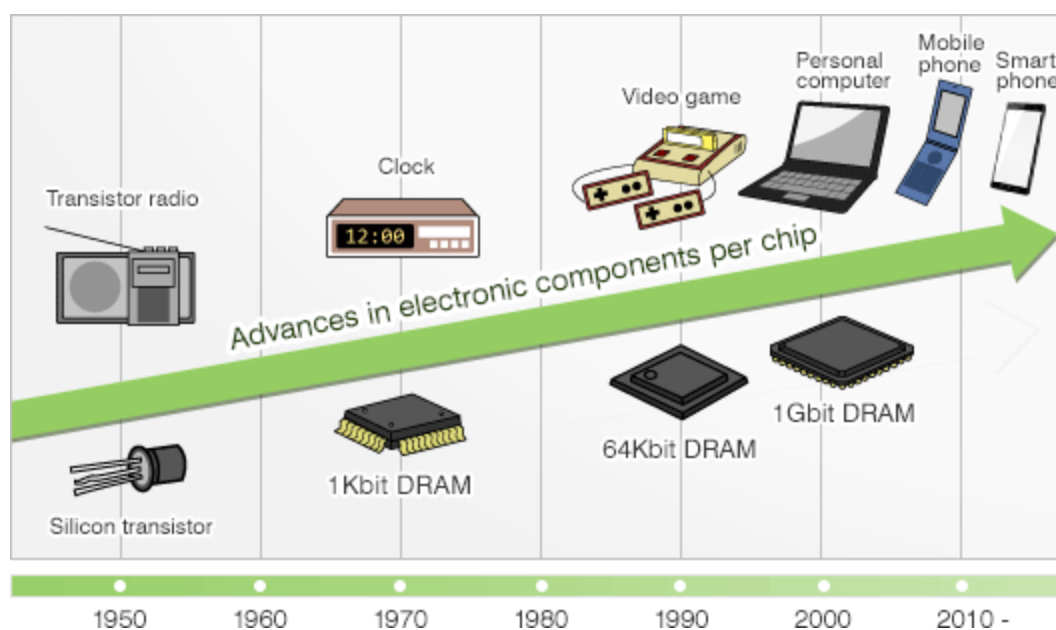 Transistor radio
Clock
12:00
Video game
Personal
computer
Mobile
phone
Smart
phone
Advances in electronic components per chip
Silicon transistor
1Kbit DRAM
64Kbit DRAM
1Gbit DRAM
1950
1960
1970
1980
1990
2000
2010 -